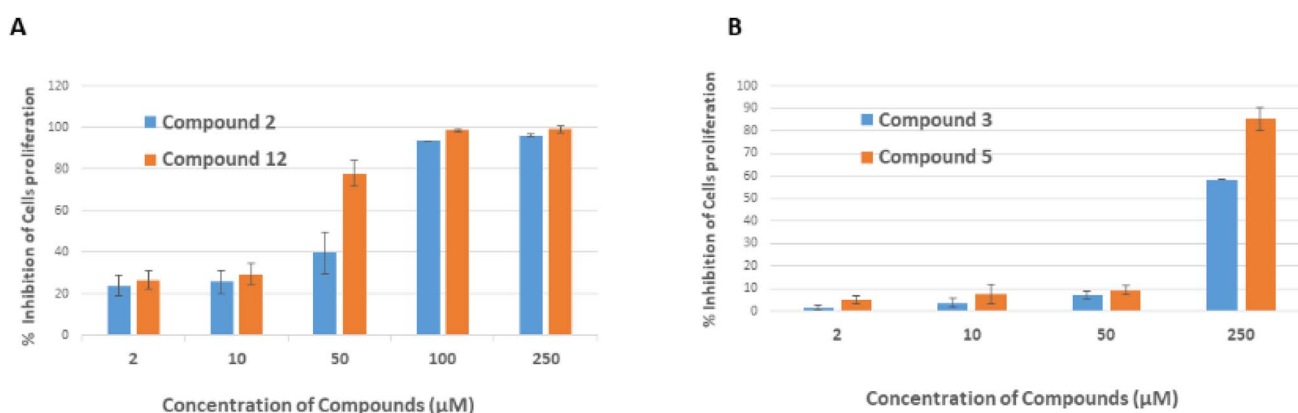 A
% Inhibition of Cells proliferation
120
100
80
60
40
20
0
Compound 2
Compound 12
2 10 50 100 250
Concentration of Compounds (µM)
B
% Inhibition of Cells proliferation
100
90
80
70
60
50
40
30
20
10
0
Compound 3
Compound 5
2 10 50 250
Concentration of Compounds (µM)